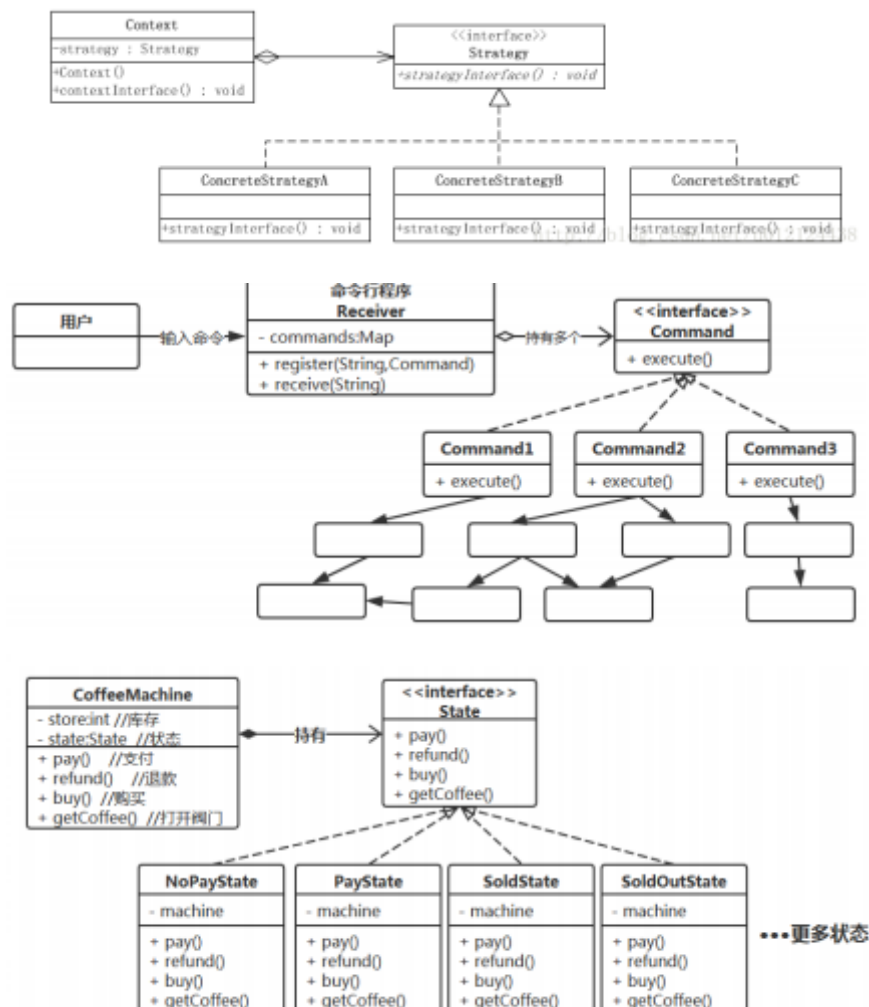 Context
-strategy : Strategy
+Context()
+contextInterface() : void
<<interface>>
Strategy
+strategyInterface() : void
ConcreteStrategyA
+strategyInterface() : void
ConcreteStrategyB
+strategyInterface() : void
ConcreteStrategyC
+strategyInterface() : void
用户
输入命令
命令行程序
Receiver
- commands:Map
+ register(String,Command)
+ receive(String)
持有多个
<<interface>>
Command
+ execute()
Command1
+ execute()
Command2
+ execute()
Command3
+ execute()
CoffeeMachine
- store:int //库存
- state:State //状态
+ pay() //支付
+ refund() //退款
+ buy() //购买
+ getCoffee() //打开阀门
持有
<<interface>>
State
+ pay()
+ refund()
+ buy()
+ getCoffee()
NoPayState
- machine
+ pay()
+ refund()
+ buy()
+ getCoffee()
PayState
- machine
+ pay()
+ refund()
+ buy()
+ getCoffee()
SoldState
- machine
+ pay()
+ refund()
+ buy()
+ getCoffee()
SoldOutState
- machine
+ pay()
+ refund()
+ buy()
+ getCoffee()
•••更多状态